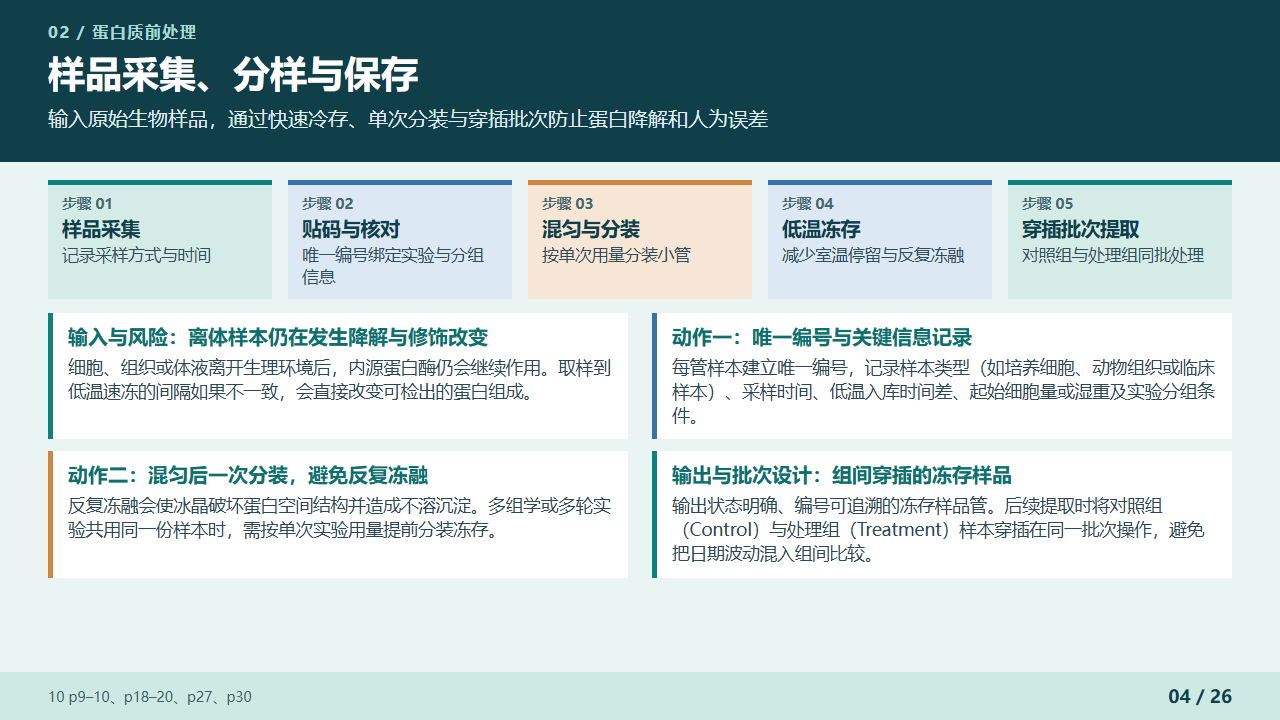 02 / 蛋白质前处理
样品采集、分样与保存
输入原始生物样品，通过快速冷存、单次分装与穿插批次防止蛋白降解和人为误差
步骤 01
样品采集
记录采样方式与时间
步骤 02
贴码与核对
唯一编号绑定实验与分组
信息
步骤 03
混匀与分装
按单次用量分装小管
步骤 04
低温冻存
减少室温停留与反复冻融
步骤 05
穿插批次提取
对照组与处理组同批处理
输入与风险：离体样本仍在发生降解与修饰改变
细胞、组织或体液离开生理环境后，内源蛋白酶仍会继续作用。取样到
低温速冻的间隔如果不一致，会直接改变可检出的蛋白组成。
动作一：唯一编号与关键信息记录
每管样本建立唯一编号，记录样本类型（如培养细胞、动物组织或临床
样本）、采样时间、低温入库时间差、起始细胞量或湿重及实验分组条
件。
动作二：混匀后一次分装，避免反复冻融
反复冻融会使冰晶破坏蛋白空间结构并造成不溶沉淀。多组学或多轮实
验共用同一份样本时，需按单次实验用量提前分装冻存。
输出与批次设计：组间穿插的冻存样品
输出状态明确、编号可追溯的冻存样品管。后续提取时将对照组
（Control）与处理组（Treatment）样本穿插在同一批次操作，避免
把日期波动混入组间比较。
10 p9–10、p18–20、p27、p30
04 / 26